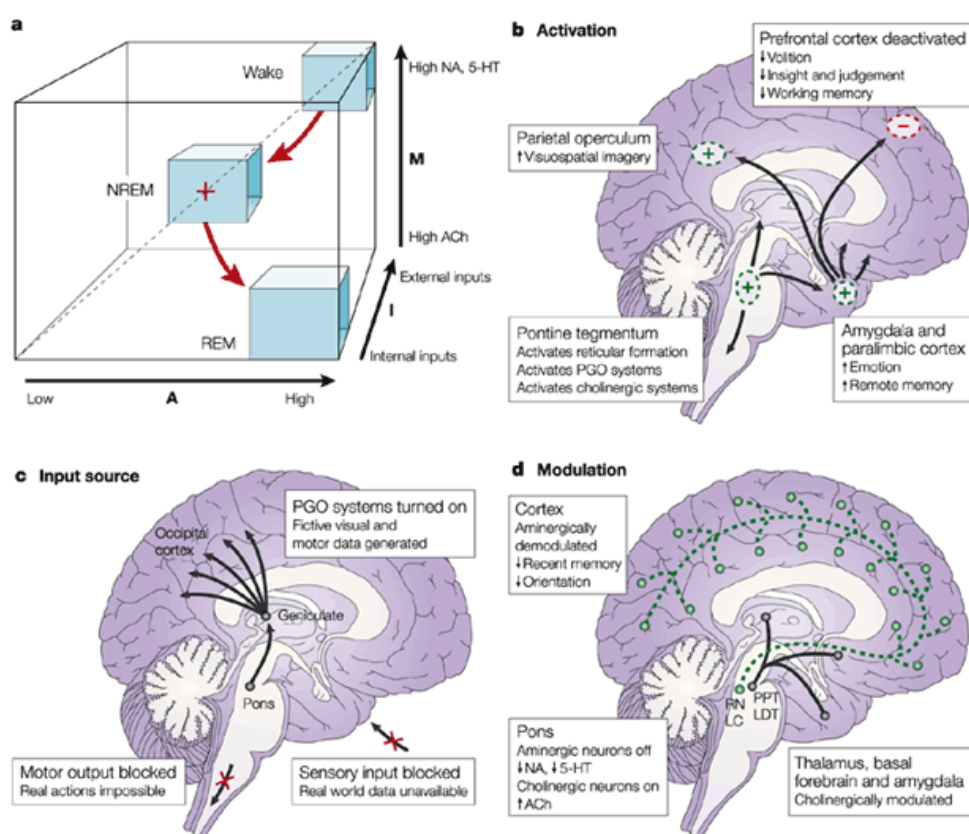 a
Wake
High NA, 5-HT
M
NREM
High ACh
External inputs
I
REM
Internal inputs
Low
A
High
b Activation
Prefrontal cortex deactivated
↓Volition
↓Insight and judgement
↓Working memory
Parietal operculum
↑Visuospatial imagery
+
−
+
+
+
Pontine tegmentum
Activates reticular formation
Activates PGO systems
Activates cholinergic systems
Amygdala and
paralimbic cortex
↑Emotion
↑Remote memory
c Input source
PGO systems turned on
Fictive visual and
motor data generated
Occipital
cortex
Geniculate
Pons
Motor output blocked
Real actions impossible
Sensory input blocked
Real world data unavailable
d Modulation
Cortex
Aminergically
demodulated
↓Recent memory
↓Orientation
RN
LC
PPT
LDT
Pons
Aminergic neurons off
↓NA, ↓5-HT
Cholinergic neurons on
↑ACh
Thalamus, basal
forebrain and amygdala
Cholinergically modulated